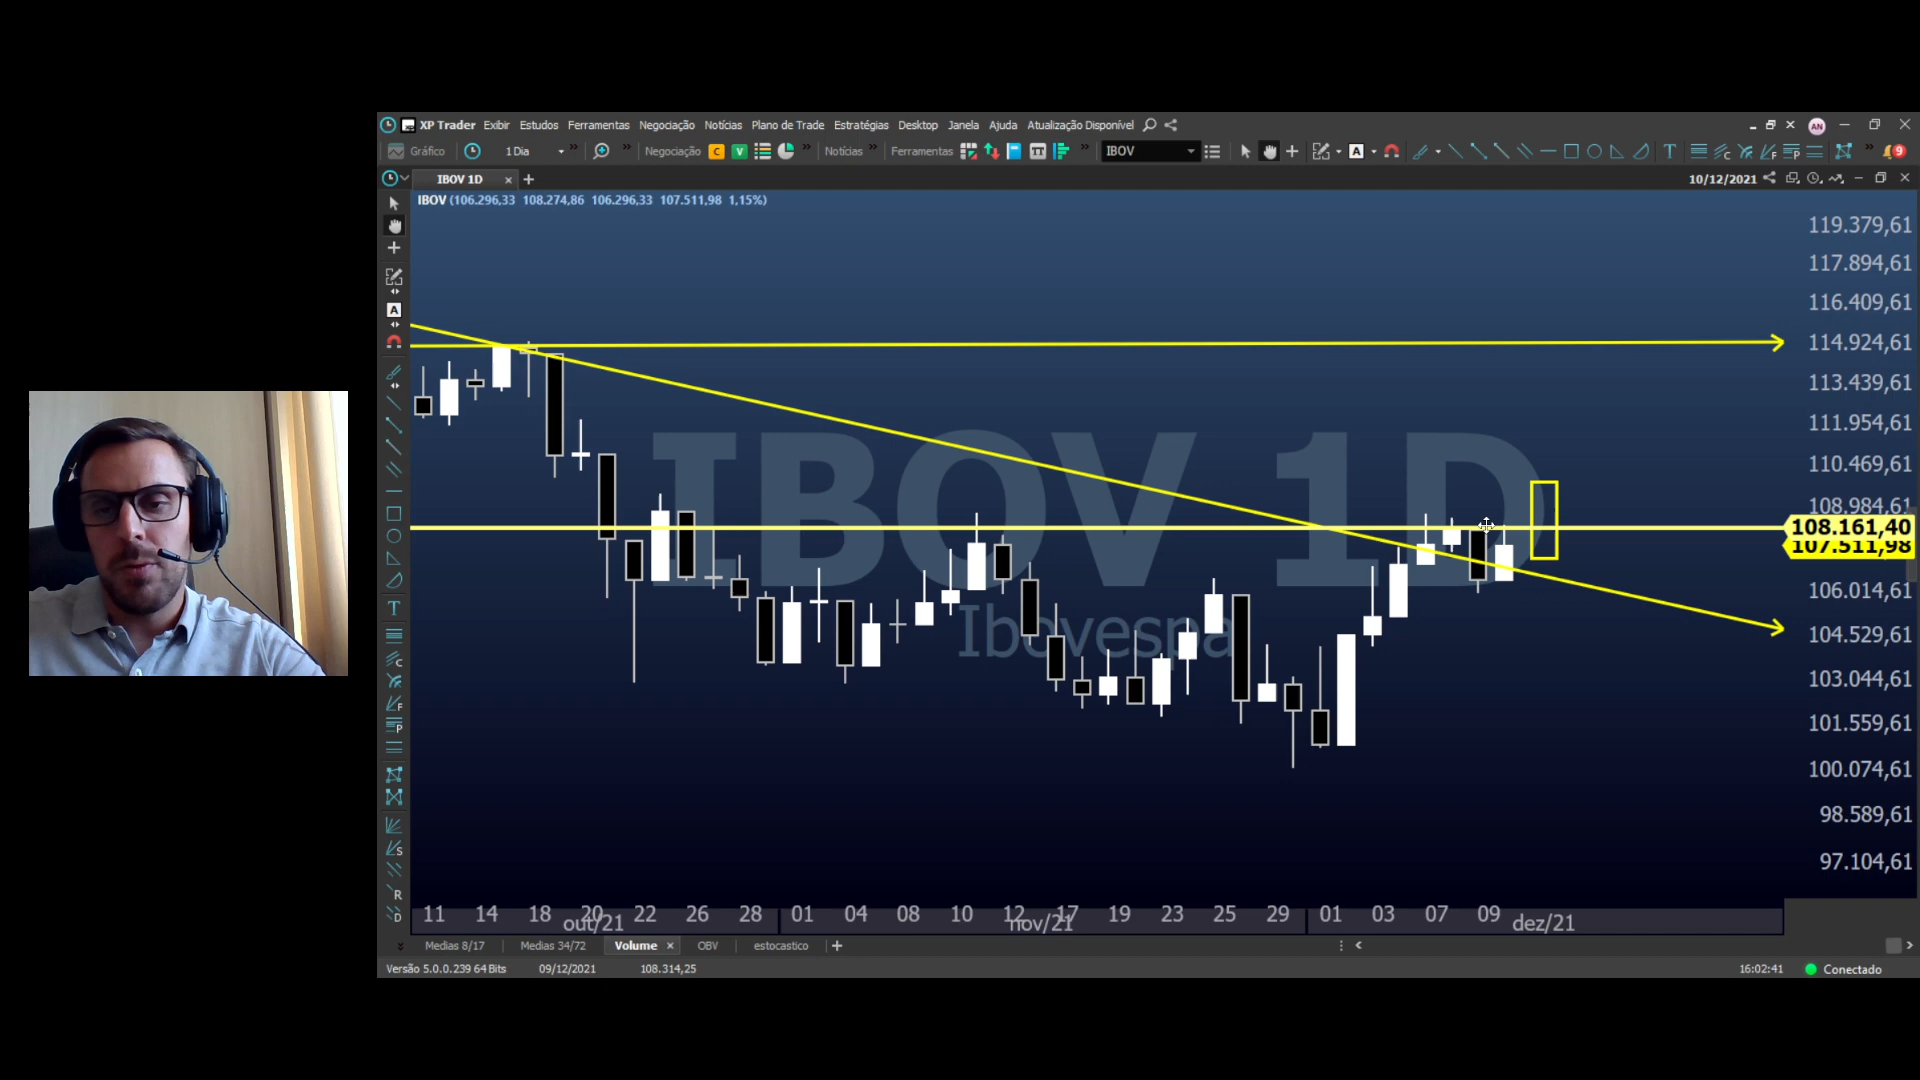 XP Trader Exibir Estudos Ferramentas Negociação Notícias Plano de Trade Estratégias Desktop Janela Ajuda Atualização Disponível AN
Gráfico 1 Dia Negociação C V Notícias Ferramentas IBOV A T 9
IBOV 1D 10/12/2021
IBOV (106.296,33 108.274,86 106.296,33 107.511,98 1,15%)
119.379,61
117.894,61
116.409,61
114.924,61
113.439,61
111.954,61
110.469,61
108.984,61
108.161,40
107.511,98
106.014,61
104.529,61
103.044,61
101.559,61
100.074,61
98.589,61
97.104,61
IBOV 1D
Ibovespa
11 14 18 20 22 26 28 01 04 08 10 12 17 19 23 25 29 01 03 07 09
out/21 nov/21 dez/21
Medias 8/17 Medias 34/72 Volume OBV estocastico
Versão 5.0.0.239 64 Bits 09/12/2021 108.314,25 16:02:41 Conectado